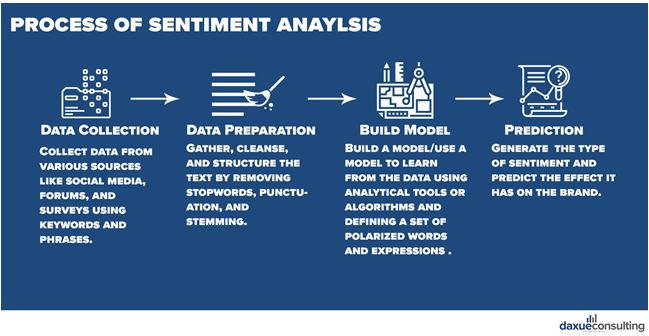 PROCESS OF SENTIMENT ANAYLSIS
DATA COLLECTION
COLLECT DATA FROM
VARIOUS SOURCES
LIKE SOCIAL MEDIA,
FORUMS, AND
SURVEYS USING
KEYWORDS AND
PHRASES.
DATA PREPARATION
GATHER, CLEANSE,
AND STRUCTURE THE
TEXT BY REMOVING
STOPWORDS, PUNCTU-
ATION, AND
STEMMING.
BUILD MODEL
BUILD A MODEL/USE A
MODEL TO LEARN
FROM THE DATA USING
ANALYTICAL TOOLS OR
ALGORITHMS AND
DEFINING A SET OF
POLARIZED WORDS
AND EXPRESSIONS .
PREDICTION
GENERATE THE TYPE
OF SENTIMENT AND
PREDICT THE EFFECT IT
HAS ON THE BRAND.
daxueconsulting